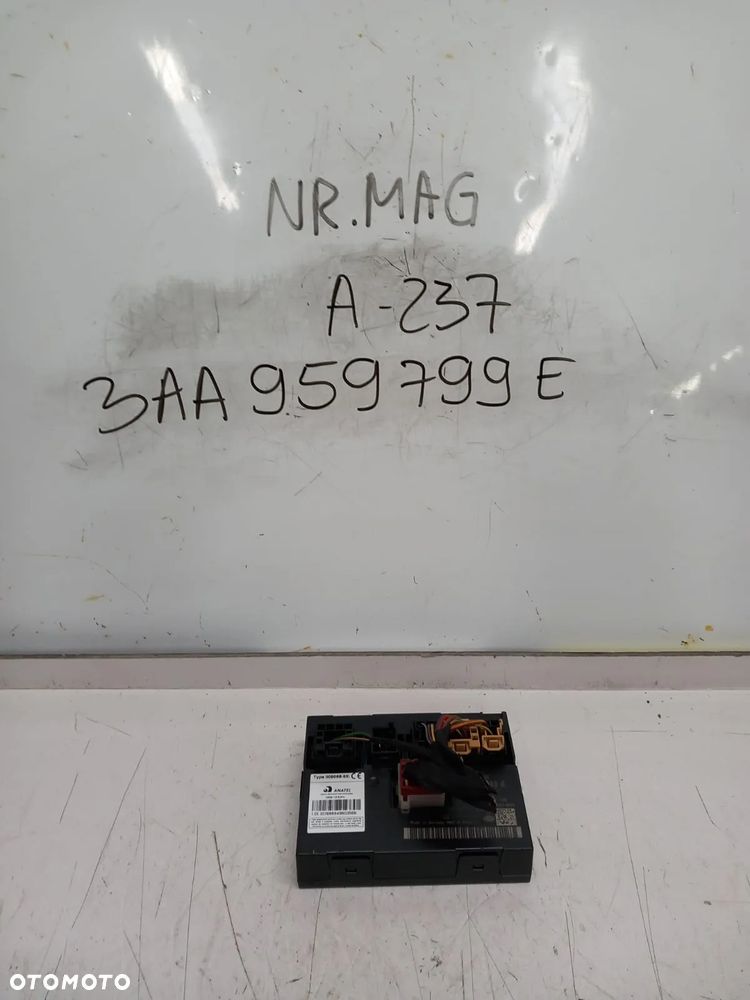 NR.MAG
A-237
3AA 959 799 E
ANATEL
OTOMOTO